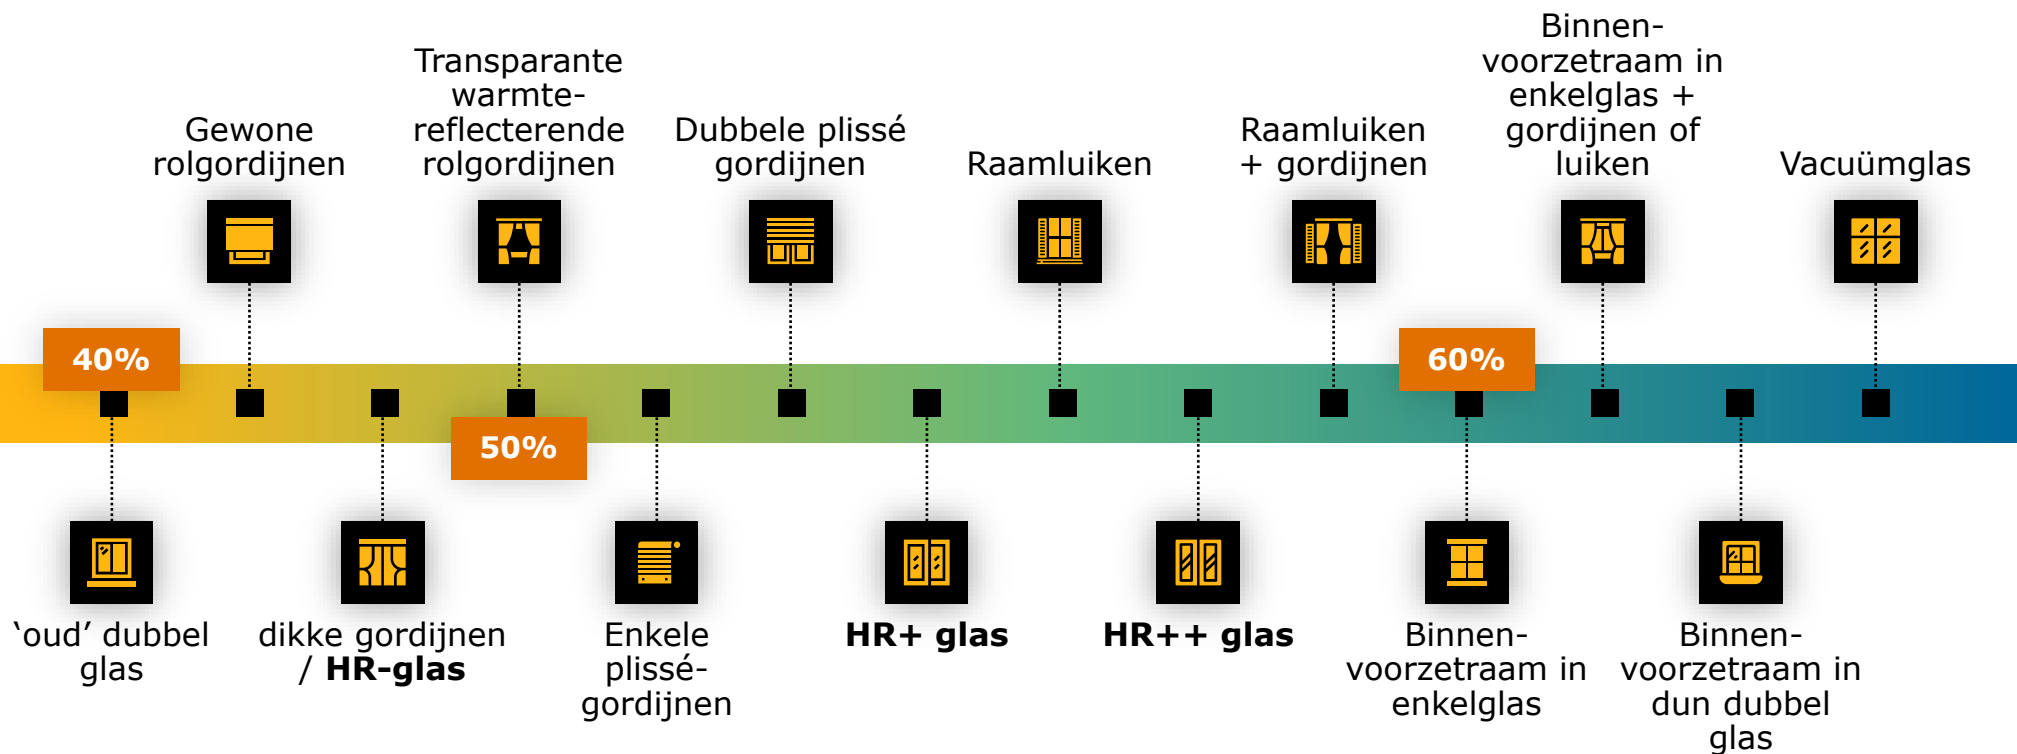 Gewone
rolgordijnen
Transparante
warmte-
reflecterende
rolgordijnen
Dubbele plissé
gordijnen
Raamluiken
Raamluiken
+ gordijnen
Binnen-
voorzetraam in
enkelglas +
gordijnen of
luiken
Vacuümglas
40%
50%
60%
‘oud’ dubbel
glas
dikke gordijnen
/ HR-glas
Enkele
plissé-
gordijnen
HR+ glas
HR++ glas
Binnen-
voorzetraam in
enkelglas
Binnen-
voorzetraam in
dun dubbel
glas